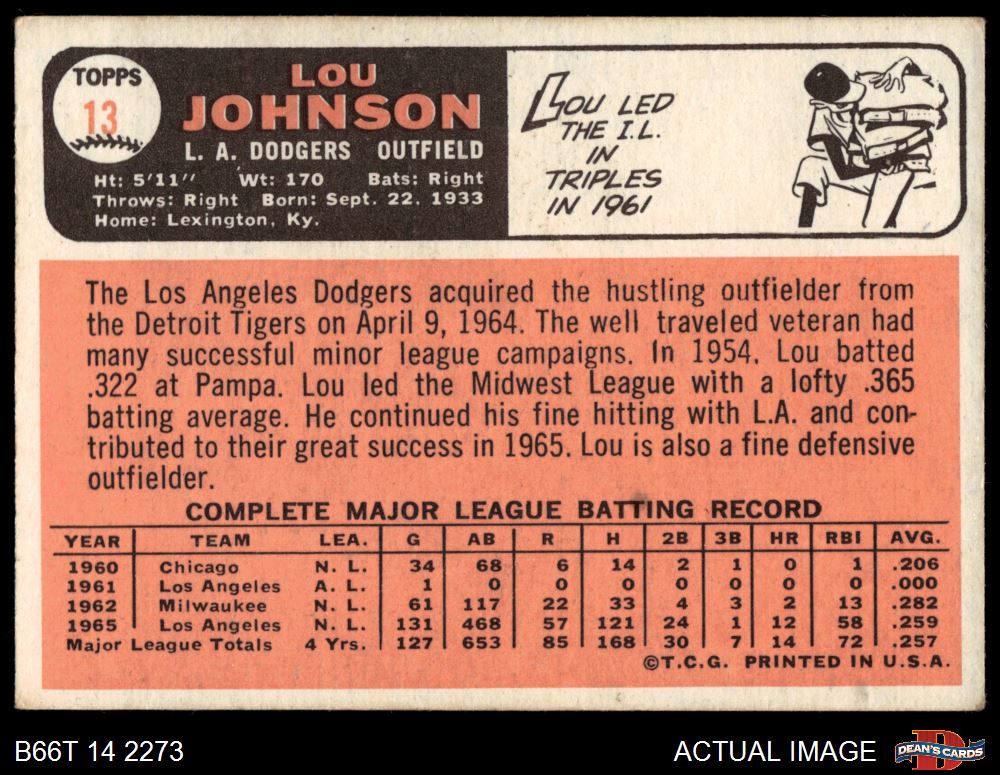 TOPPS
13
LOU
JOHNSON
L. A. DODGERS OUTFIELD
Ht: 5'11" Wt: 170 Bats: Right
Throws: Right Born: Sept. 22, 1933
Home: Lexington, Ky.
LOU LED
THE I.L.
IN
TRIPLES
IN 1961
The Los Angeles Dodgers acquired the hustling outfielder from
the Detroit Tigers on April 9, 1964. The well traveled veteran had
many successful minor league campaigns. In 1954, Lou batted
.322 at Pampa. Lou led the Midwest League with a lofty .365
batting average. He continued his fine hitting with L.A. and con-
tributed to their great success in 1965. Lou is also a fine defensive
outfielder.
COMPLETE MAJOR LEAGUE BATTING RECORD
YEAR TEAM LEA. G AB R H 2B 3B HR RBI AVG.
1960 Chicago N. L. 34 68 6 14 2 1 0 1 .206
1961 Los Angeles A. L. 1 0 0 0 0 0 0 0 .000
1962 Milwaukee N. L. 61 117 22 33 4 3 2 13 .282
1965 Los Angeles N. L. 131 468 57 121 24 1 12 58 .259
Major League Totals 4 Yrs. 127 653 85 168 30 7 14 72 .257
©T.C.G. PRINTED IN U.S.A.
B66T 14 2273
ACTUAL IMAGE
DEAN'S CARDS